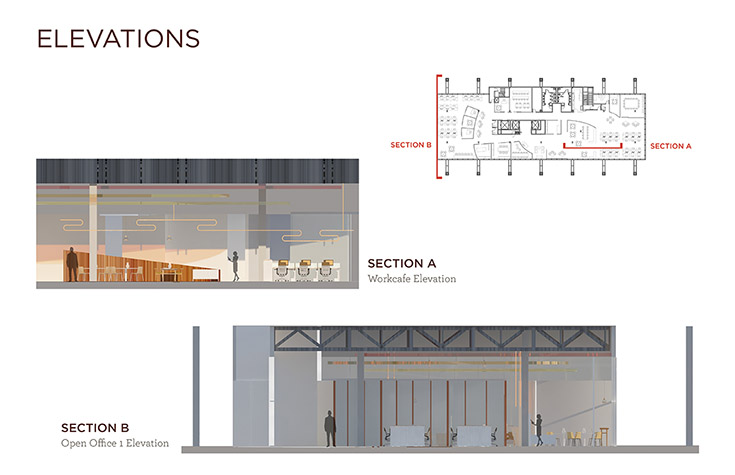 ELEVATIONS
SECTION B
SECTION A
SECTION A
Workcafe Elevation
SECTION B
Open Office 1 Elevation